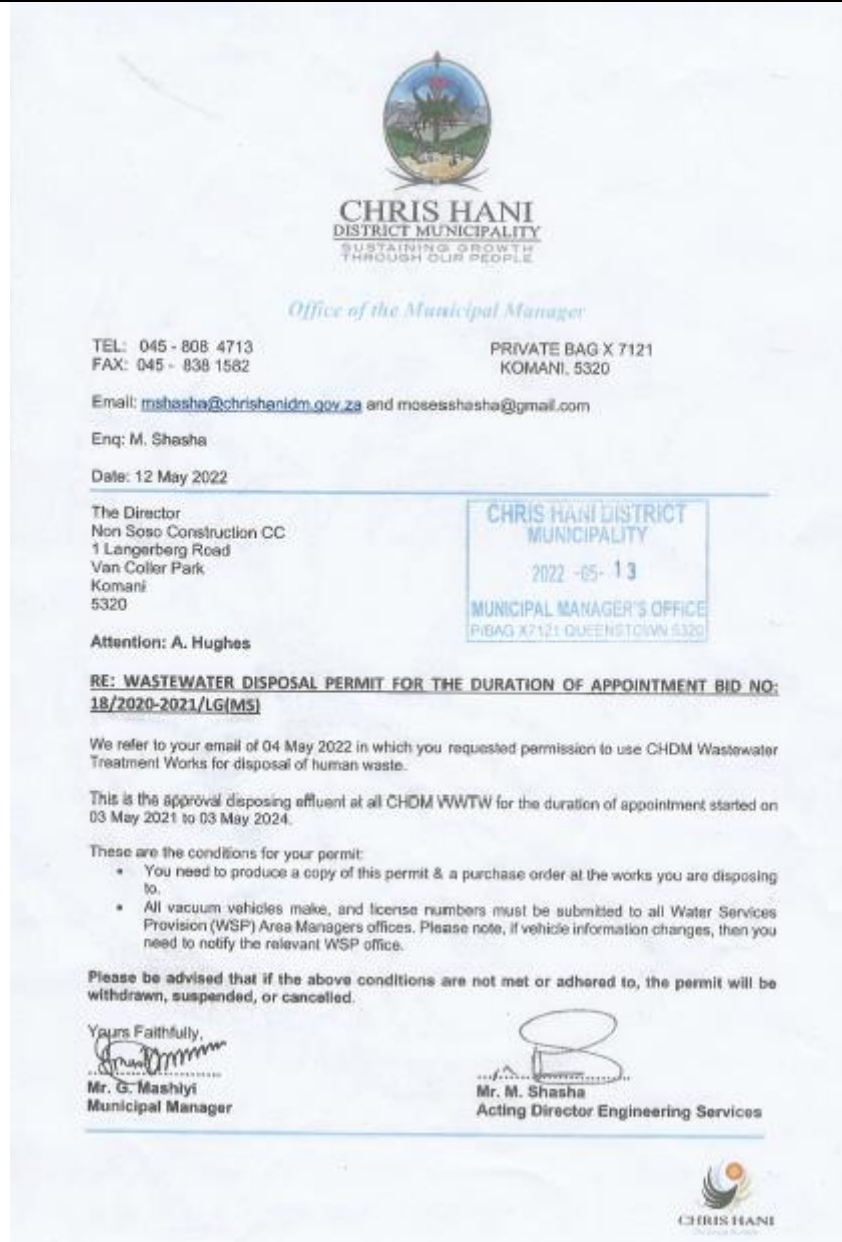 CHRIS HANI
DISTRICT MUNICIPALITY
SUSTAINING GROWTH
THROUGH OUR PEOPLE
Office of the Municipal Manager
TEL: 045 - 808 4713
FAX: 045 - 838 1582
PRIVATE BAG X 7121
KOMANI, 5320
Email: mshasha@chrishanidm.gov.za and mosesshasha@gmail.com
Enq: M. Shasha
Date: 12 May 2022
The Director
Non Soso Construction CC
1 Langerberg Road
Van Coller Park
Komani
5320
CHRIS HANI DISTRICT
MUNICIPALITY
2022 -05- 13
MUNICIPAL MANAGER'S OFFICE
P/BAG X7121 QUEENSTOWN 5320
Attention: A. Hughes
RE: WASTEWATER DISPOSAL PERMIT FOR THE DURATION OF APPOINTMENT BID NO:
18/2020-2021/LG(MS)
We refer to your email of 04 May 2022 in which you requested permission to use CHDM Wastewater
Treatment Works for disposal of human waste.
This is the approval disposing effluent at all CHDM WWTW for the duration of appointment started on
03 May 2021 to 03 May 2024.
These are the conditions for your permit:
• You need to produce a copy of this permit & a purchase order at the works you are disposing
to.
• All vacuum vehicles make, and license numbers must be submitted to all Water Services
Provision (WSP) Area Managers offices. Please note, if vehicle information changes, then you
need to notify the relevant WSP office.
Please be advised that if the above conditions are not met or adhered to, the permit will be
withdrawn, suspended, or cancelled.
Yours Faithfully,
Mr. G. Mashiyi
Municipal Manager
Mr. M. Shasha
Acting Director Engineering Services
CHRIS HANI